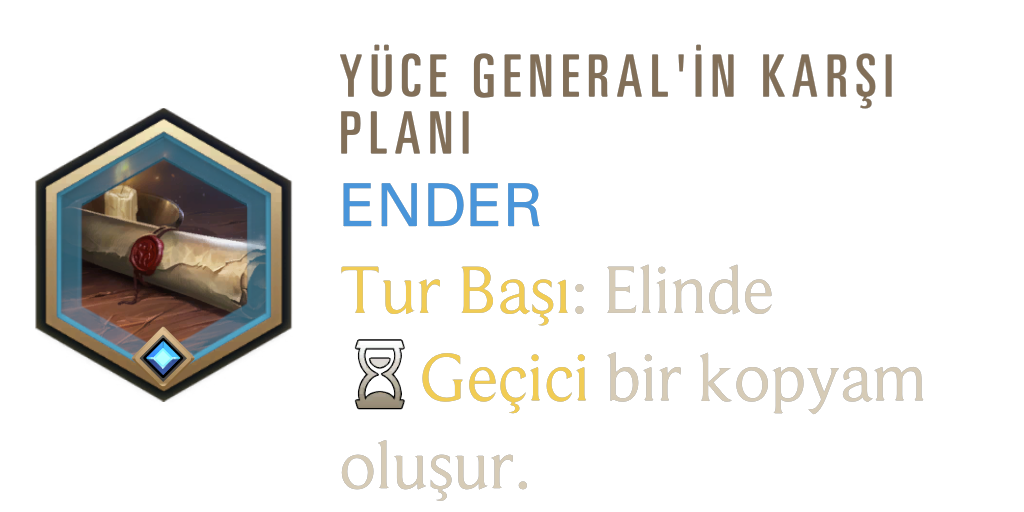 YÜCE GENERAL'İN KARŞI
PLANI
ENDER
Tur Başı: Elinde
Geçici bir kopyam
oluşur.